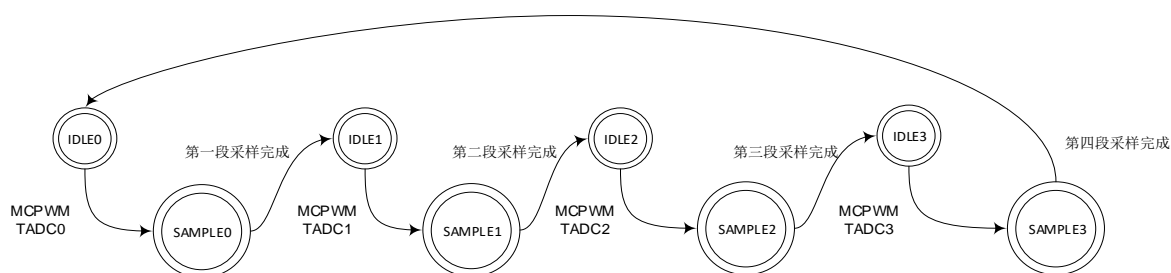 IDLE0
IDLE1
IDLE2
IDLE3
第一段采样完成
第二段采样完成
第三段采样完成
第四段采样完成
MCPWM
TADC0
SAMPLE0
MCPWM
TADC1
SAMPLE1
MCPWM
TADC2
SAMPLE2
MCPWM
TADC3
SAMPLE3